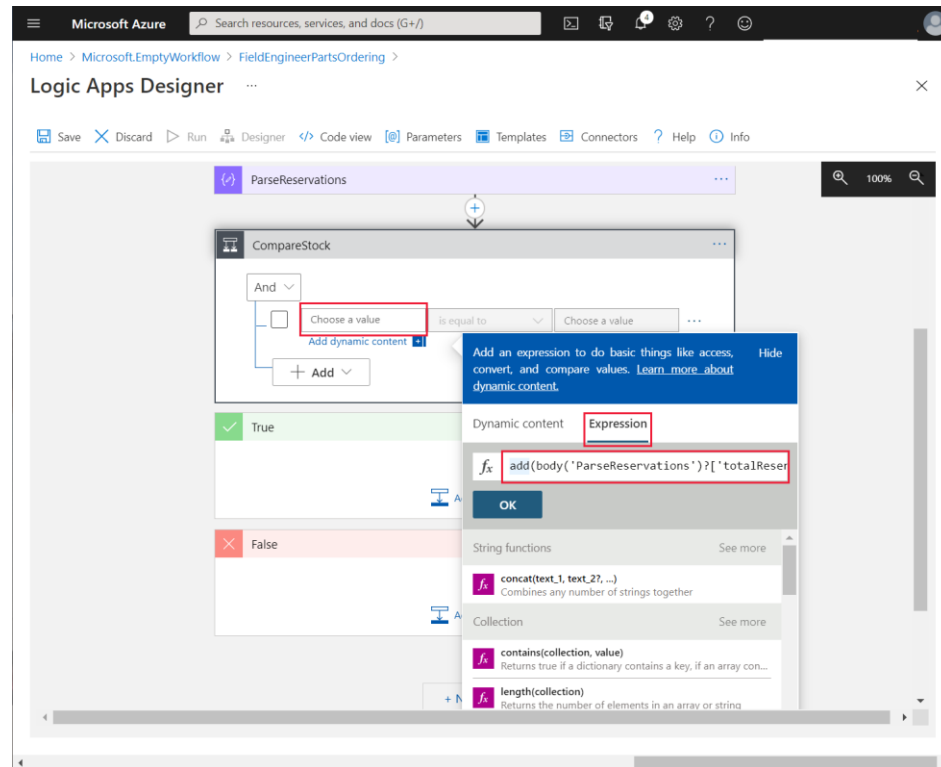 Microsoft Azure
Search resources, services, and docs (G+/)
4
Home > Microsoft.EmptyWorkflow > FieldEngineerPartsOrdering >
Logic Apps Designer ...
Save Discard Run Designer </> Code view [@] Parameters Templates Connectors ? Help Info
ParseReservations
100%
CompareStock
And
Choose a value is equal to Choose a value
Add dynamic content
Add
Add an expression to do basic things like access, Hide
convert, and compare values. Learn more about
dynamic content.
True
Dynamic content Expression
fx add(body('ParseReservations')?['totalReser
OK
False
String functions See more
fx concat(text_1, text_2?, ...)
Combines any number of strings together
Collection See more
fx contains(collection, value)
Returns true if a dictionary contains a key, if an array con...
fx length(collection)
Returns the number of elements in an array or string